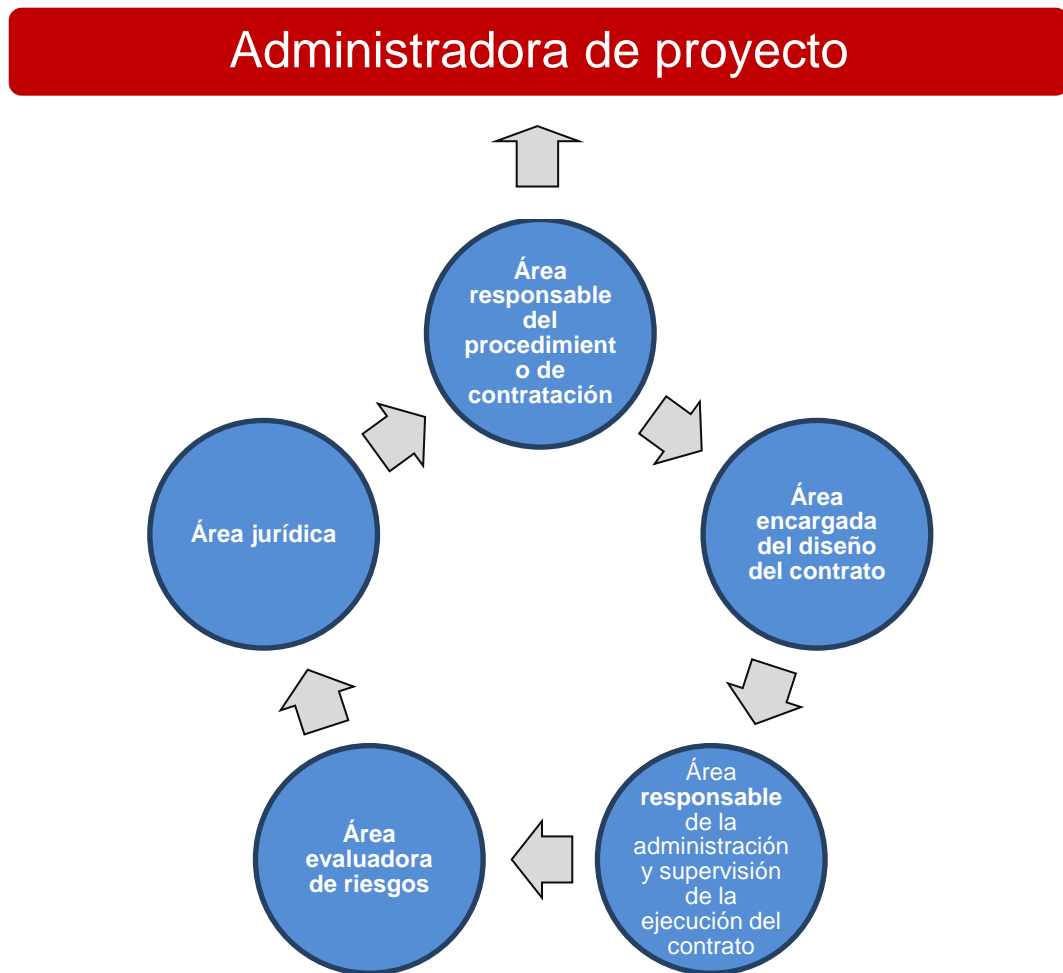 Administradora de proyecto
Área
responsable
del
procedimient
o de
contratación
Área
encargada
del diseño
del contrato
Área
responsable
de la
administración
y supervisión
de la
ejecución del
contrato
Área
evaluadora
de riesgos
Área jurídica